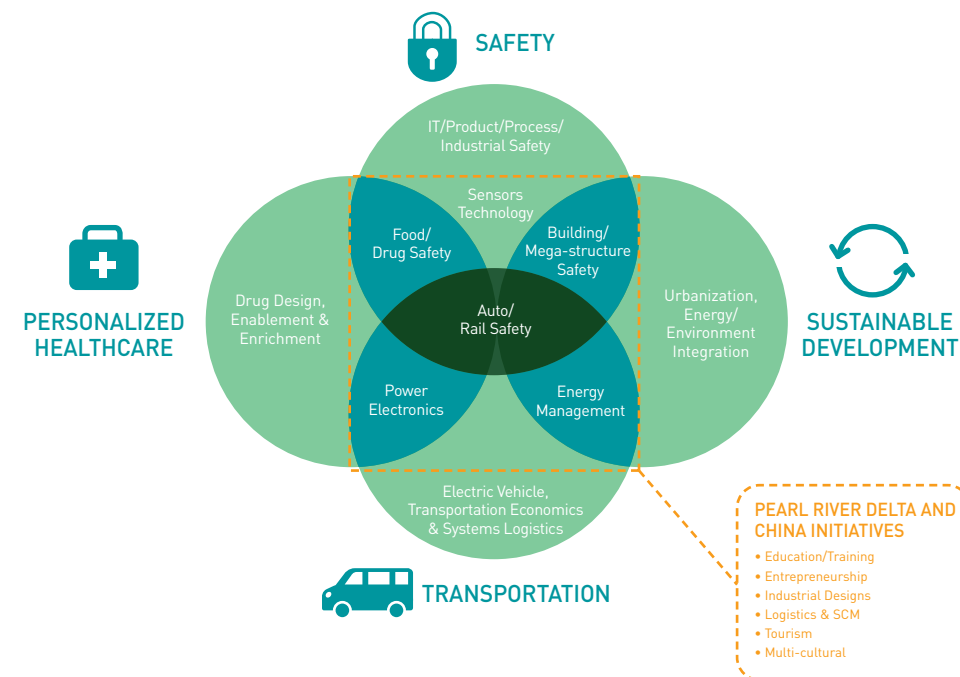 SAFETY
IT/Product/Process/
Industrial Safety
Sensors
Technology
Food/
Drug Safety
Building/
Mega-structure
Safety
PERSONALIZED
HEALTHCARE
Drug Design,
Enablement &
Enrichment
Auto/
Rail Safety
Urbanization,
Energy/
Environment
Integration
SUSTAINABLE
DEVELOPMENT
Power
Electronics
Energy
Management
Electric Vehicle,
Transportation Economics
& Systems Logistics
TRANSPORTATION
PEARL RIVER DELTA AND
CHINA INITIATIVES
• Education/Training
• Entrepreneurship
• Industrial Designs
• Logistics & SCM
• Tourism
• Multi-cultural